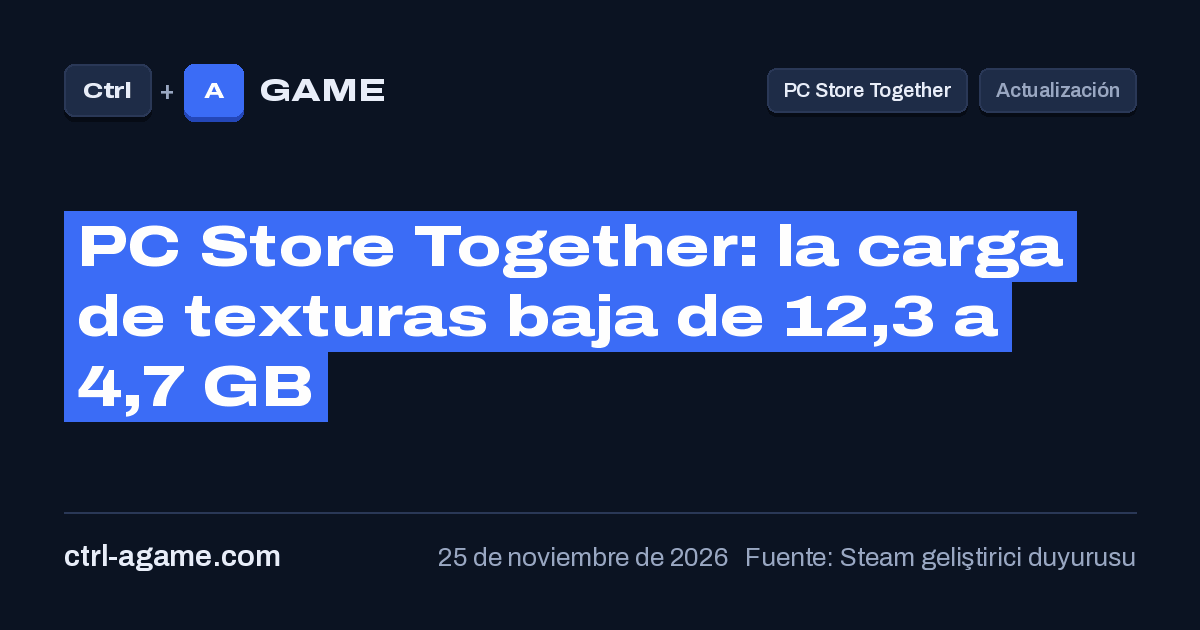 Ctrl + A GAME
PC Store Together
Actualización
PC Store Together: la carga
de texturas baja de 12,3 a
4,7 GB
ctrl-agame.com
25 de noviembre de 2026 Fuente: Steam geliştirici duyurusu